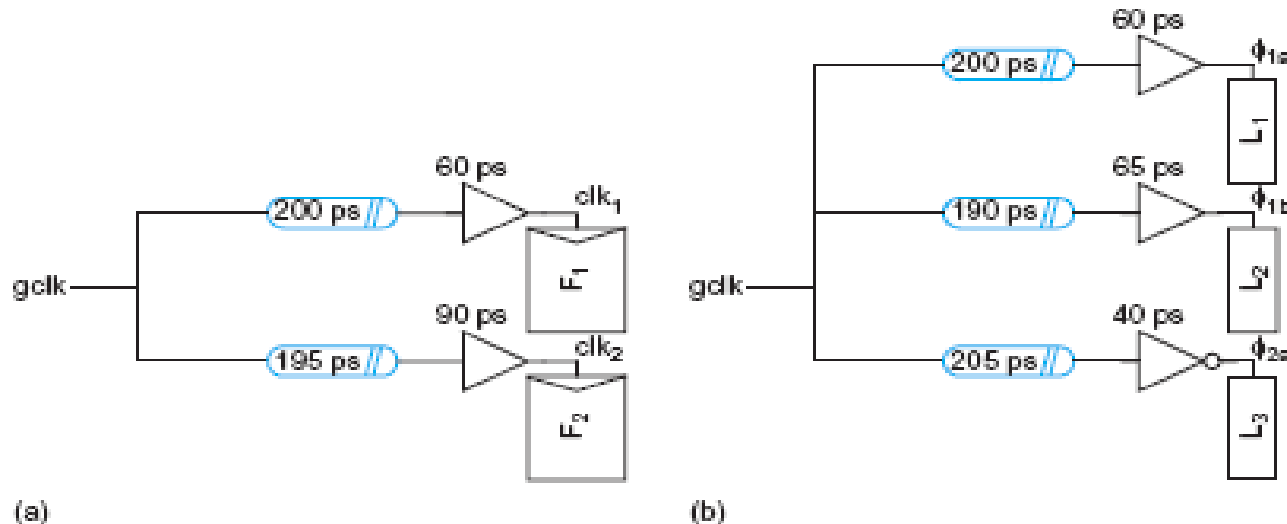 60 ps
200 ps
clk₁
F₁
gclk
90 ps
195 ps
clk₂
F₂
(a)
60 ps
200 ps
ϕ₁ₐ
L₁
65 ps
190 ps
ϕ₁b
L₂
gclk
40 ps
205 ps
ϕ₂ₐ
L₃
(b)